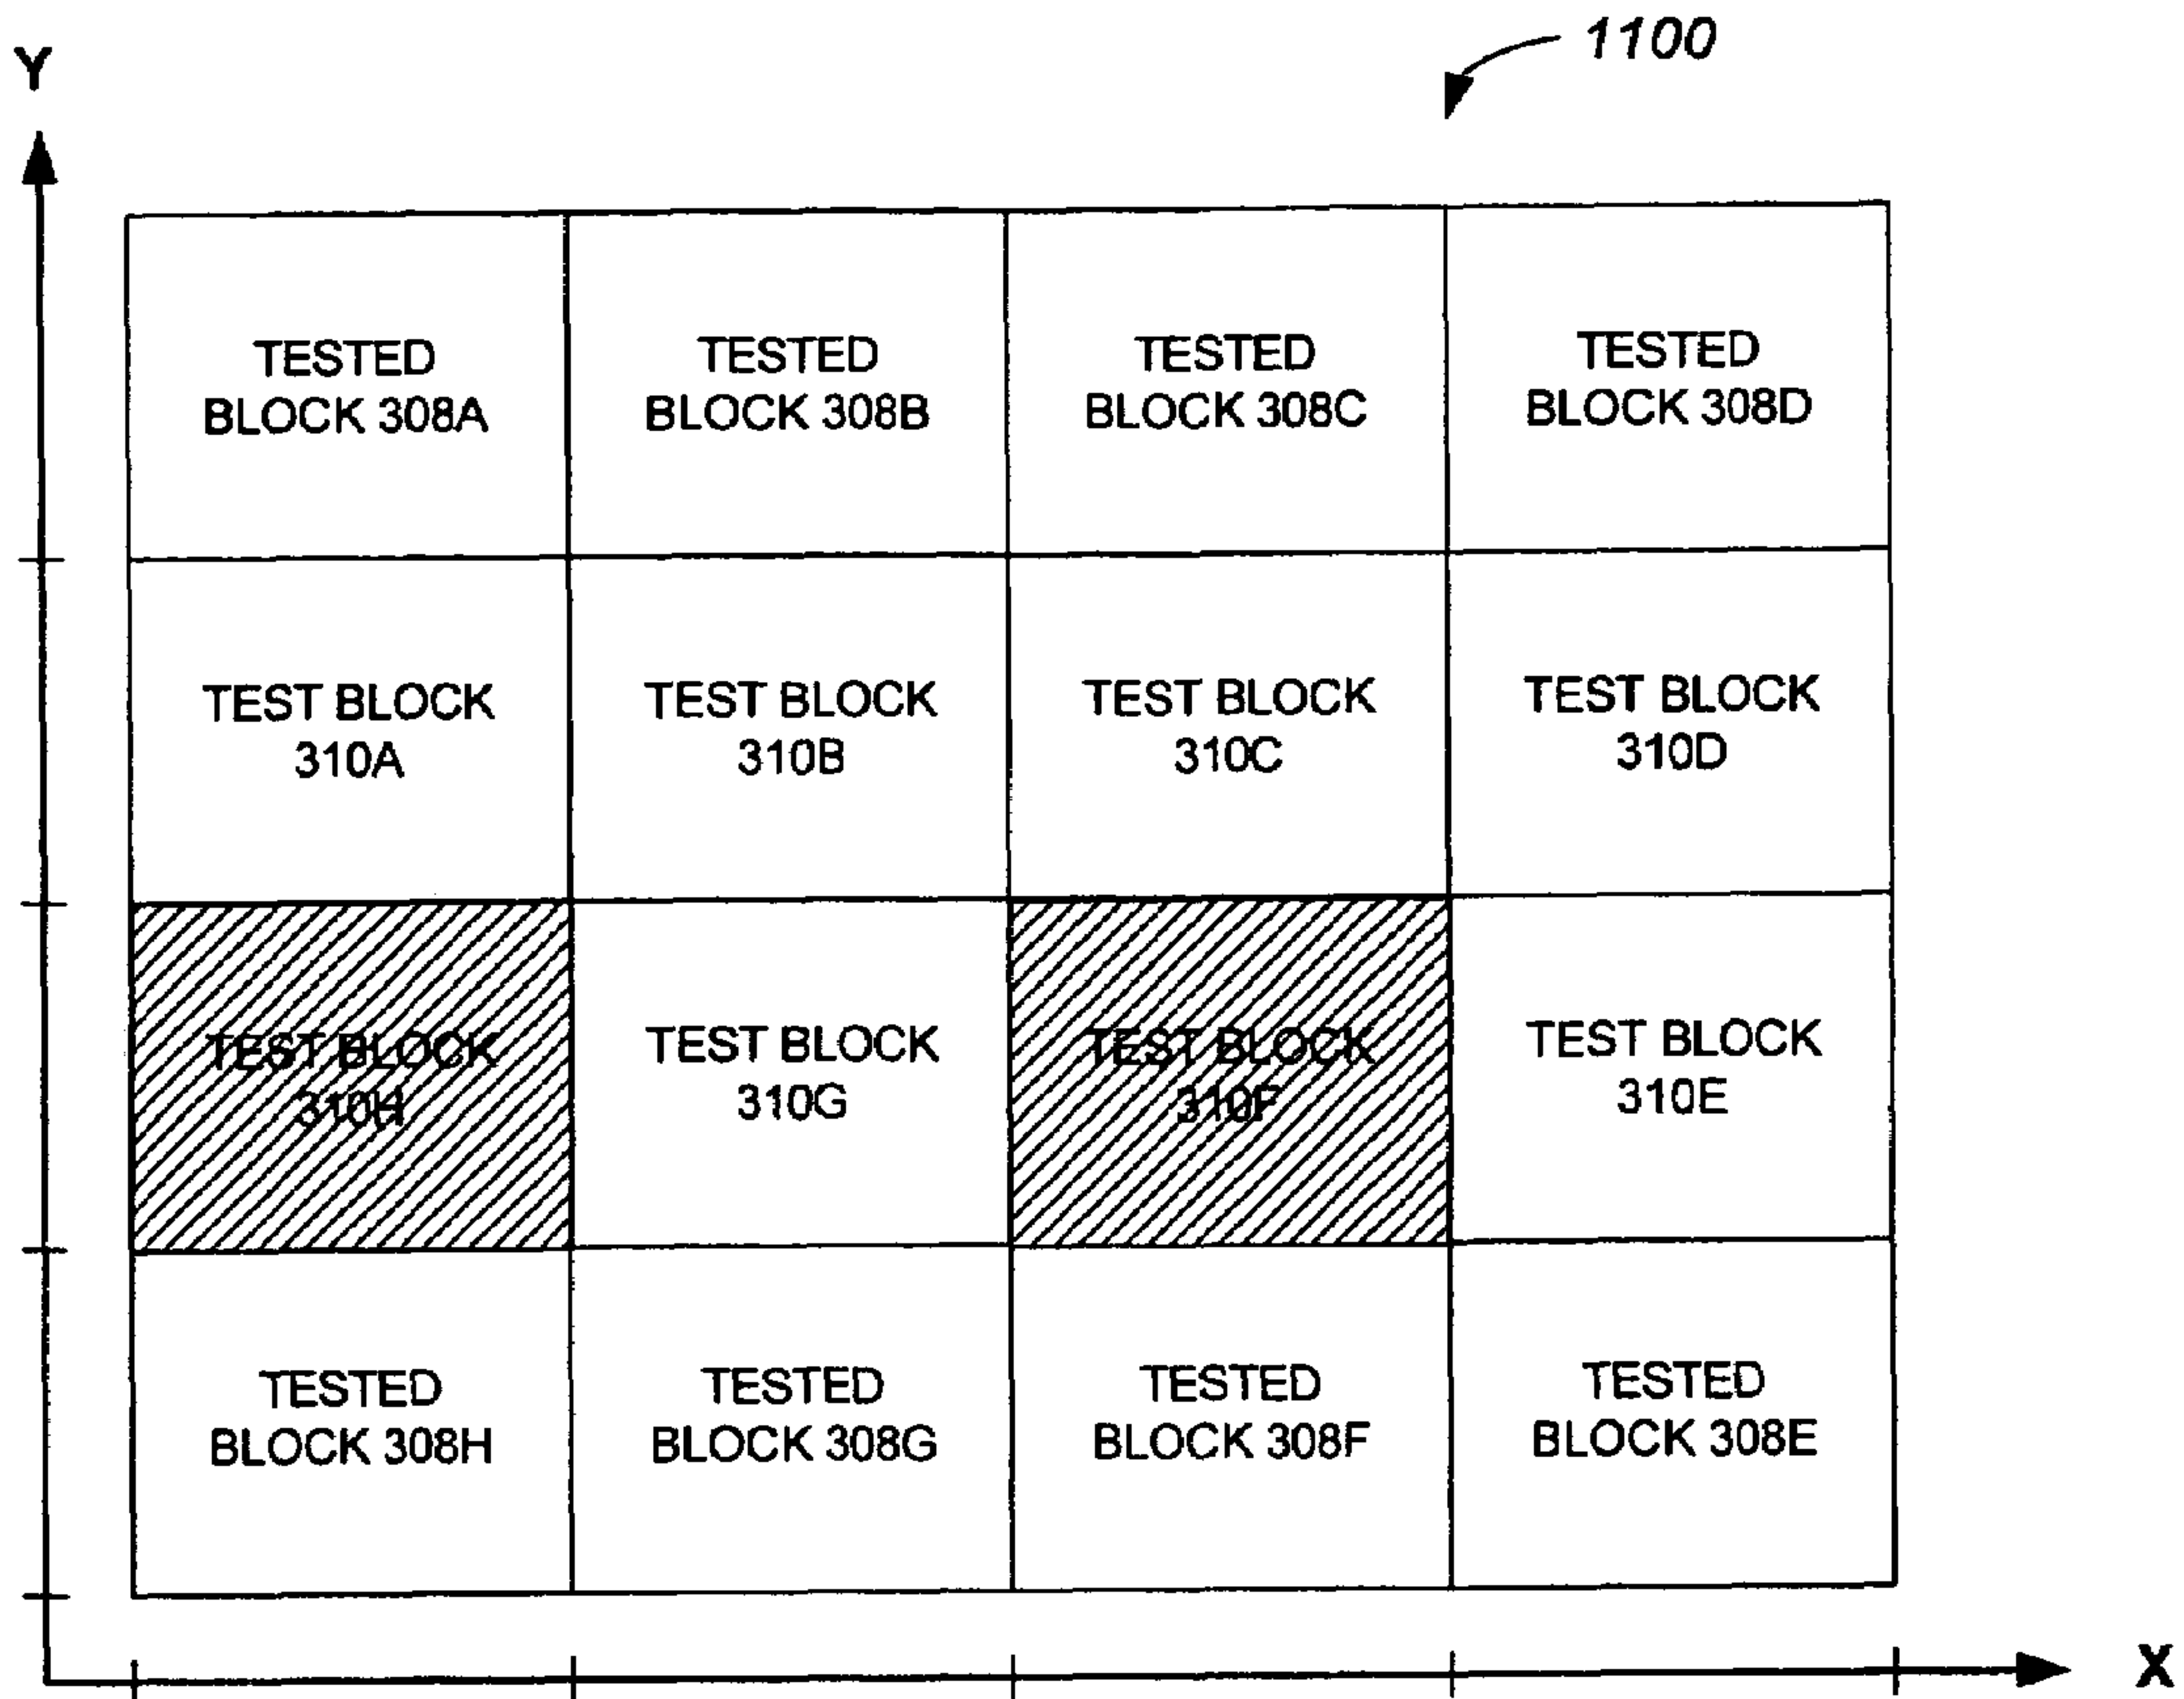 1100
Y
TESTED
BLOCK 308A
TESTED
BLOCK 308B
TESTED
BLOCK 308C
TESTED
BLOCK 308D
TEST BLOCK
310A
TEST BLOCK
310B
TEST BLOCK
310C
TEST BLOCK
310D
TEST BLOCK
310H
TEST BLOCK
310G
TEST BLOCK
310F
TEST BLOCK
310E
TESTED
BLOCK 308H
TESTED
BLOCK 308G
TESTED
BLOCK 308F
TESTED
BLOCK 308E
X